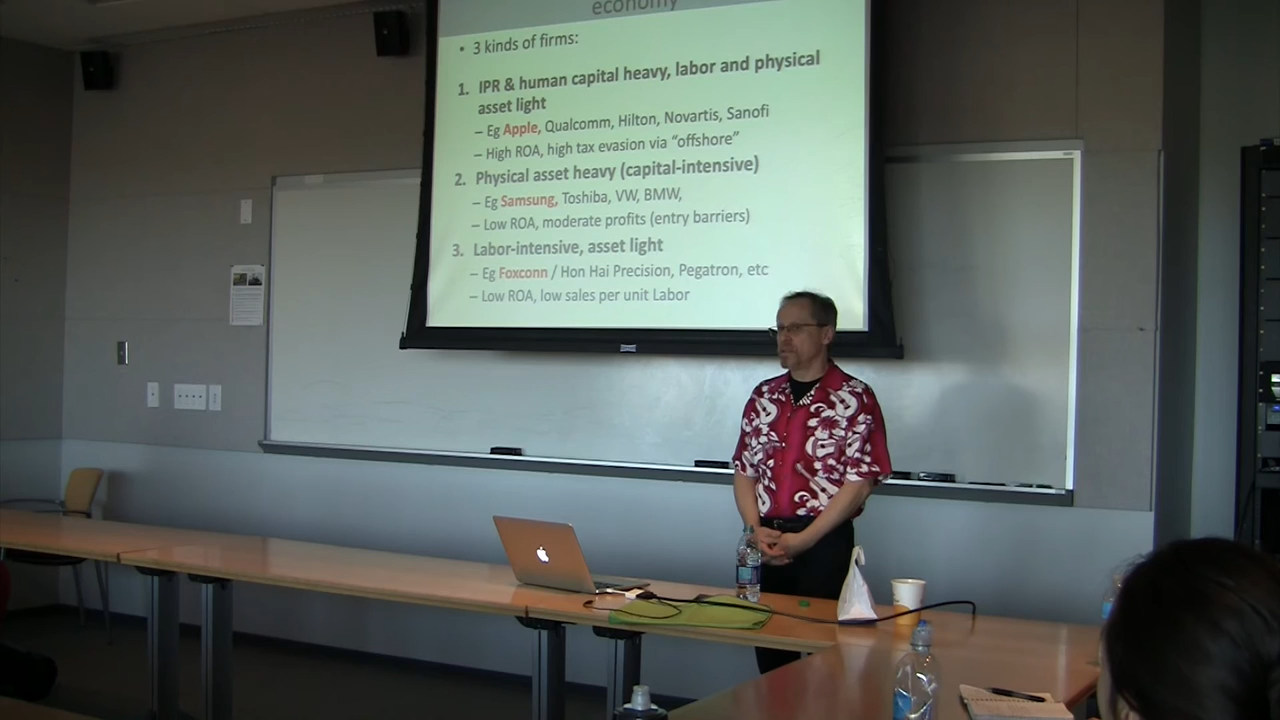 economy
• 3 kinds of firms:
1. IPR & human capital heavy, labor and physical
asset light
– Eg Apple, Qualcomm, Hilton, Novartis, Sanofi
– High ROA, high tax evasion via “offshore”
2. Physical asset heavy (capital-intensive)
– Eg Samsung, Toshiba, VW, BMW,
– Low ROA, moderate profits (entry barriers)
3. Labor-intensive, asset light
– Eg Foxconn / Hon Hai Precision, Pegatron, etc
– Low ROA, low sales per unit Labor